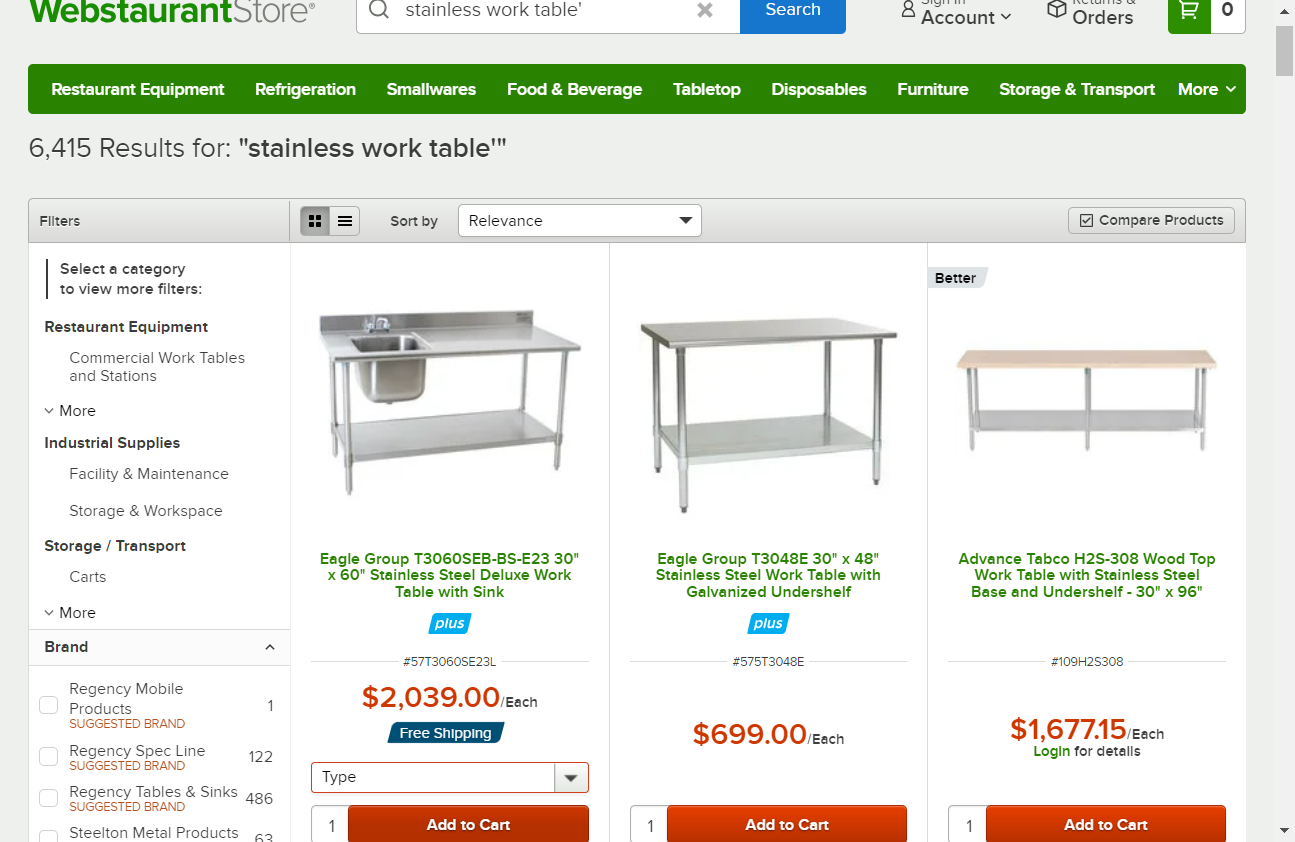 WebstaurantStore®
stainless work table'
Search
Sign in
Account
Returns &
Orders
0
Restaurant Equipment
Refrigeration
Smallwares
Food & Beverage
Tabletop
Disposables
Furniture
Storage & Transport
More
6,415 Results for: "stainless work table'"
Filters
Sort by
Relevance
Compare Products
Select a category
to view more filters:
Restaurant Equipment
Commercial Work Tables
and Stations
More
Industrial Supplies
Facility & Maintenance
Storage & Workspace
Storage / Transport
Carts
More
Brand
Regency Mobile
Products
1
SUGGESTED BRAND
Regency Spec Line
122
SUGGESTED BRAND
Regency Tables & Sinks
486
SUGGESTED BRAND
Steelton Metal Products
63
Eagle Group T3060SEB-BS-E23 30"
x 60" Stainless Steel Deluxe Work
Table with Sink
plus
#57T3060SE23L
$2,039.00/Each
Free Shipping
Type
1
Add to Cart
Eagle Group T3048E 30" x 48"
Stainless Steel Work Table with
Galvanized Undershelf
plus
#575T3048E
$699.00/Each
1
Add to Cart
Better
Advance Tabco H2S-308 Wood Top
Work Table with Stainless Steel
Base and Undershelf - 30" x 96"
#109H2S308
$1,677.15/Each
Login for details
1
Add to Cart